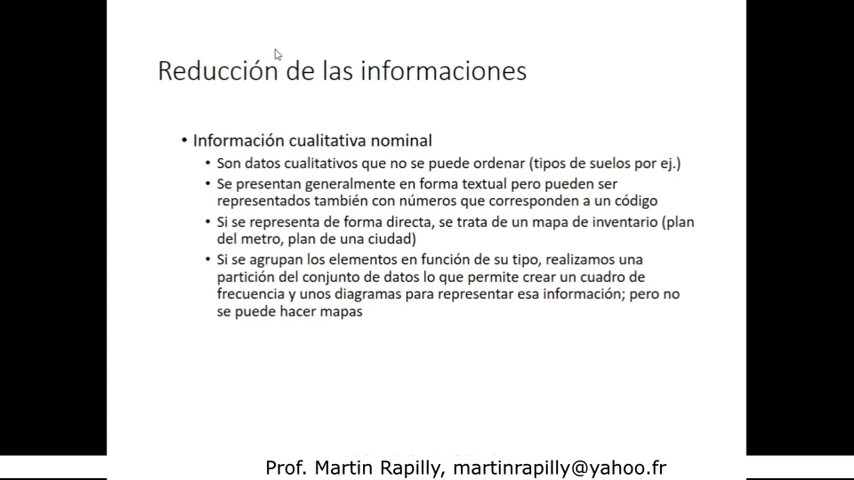 Reducción de las informaciones
• Información cualitativa nominal
• Son datos cualitativos que no se puede ordenar (tipos de suelos por ej.)
• Se presentan generalmente en forma textual pero pueden ser
representados también con números que corresponden a un código
• Si se representa de forma directa, se trata de un mapa de inventario (plan
del metro, plan de una ciudad)
• Si se agrupan los elementos en función de su tipo, realizamos una
partición del conjunto de datos lo que permite crear un cuadro de
frecuencia y unos diagramas para representar esa información; pero no
se puede hacer mapas
Prof. Martin Rapilly, martinrapilly@yahoo.fr